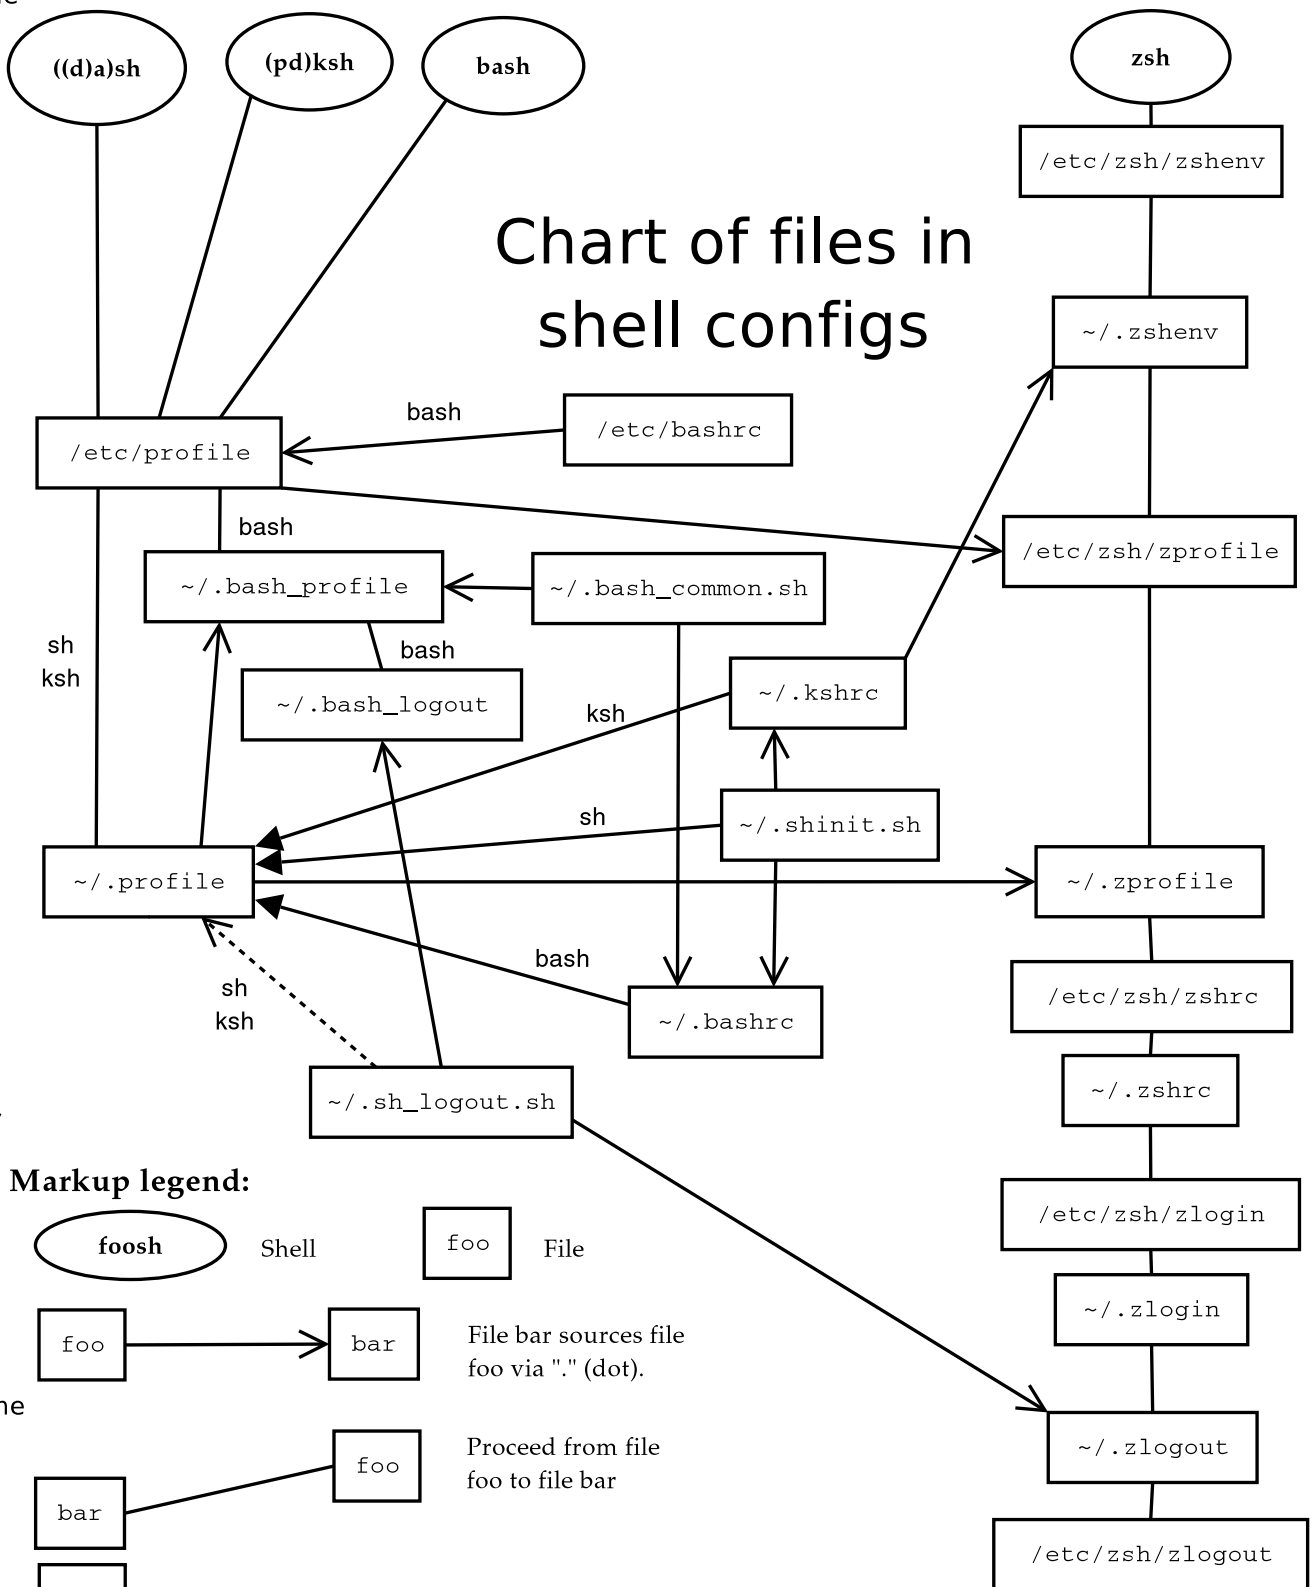 ((d)a)sh
(pd)ksh
bash
zsh
/etc/zsh/zshenv
Chart of files in
shell configs
~/.zshenv
bash
/etc/bashrc
/etc/profile
bash
/etc/zsh/zprofile
~/.bash_profile
~/.bash_common.sh
sh
ksh
bash
~/.bash_logout
~/.kshrc
ksh
sh
~/.shinit.sh
~/.profile
~/.zprofile
bash
sh
ksh
/etc/zsh/zshrc
~/.bashrc
~/.zshrc
~/.sh_logout.sh
Markup legend:
foosh
Shell
foo
File
/etc/zsh/zlogin
~/.zlogin
foo
bar
File bar sources file
foo via "." (dot).
foo
Proceed from file
foo to file bar
bar
~/.zlogout
/etc/zsh/zlogout